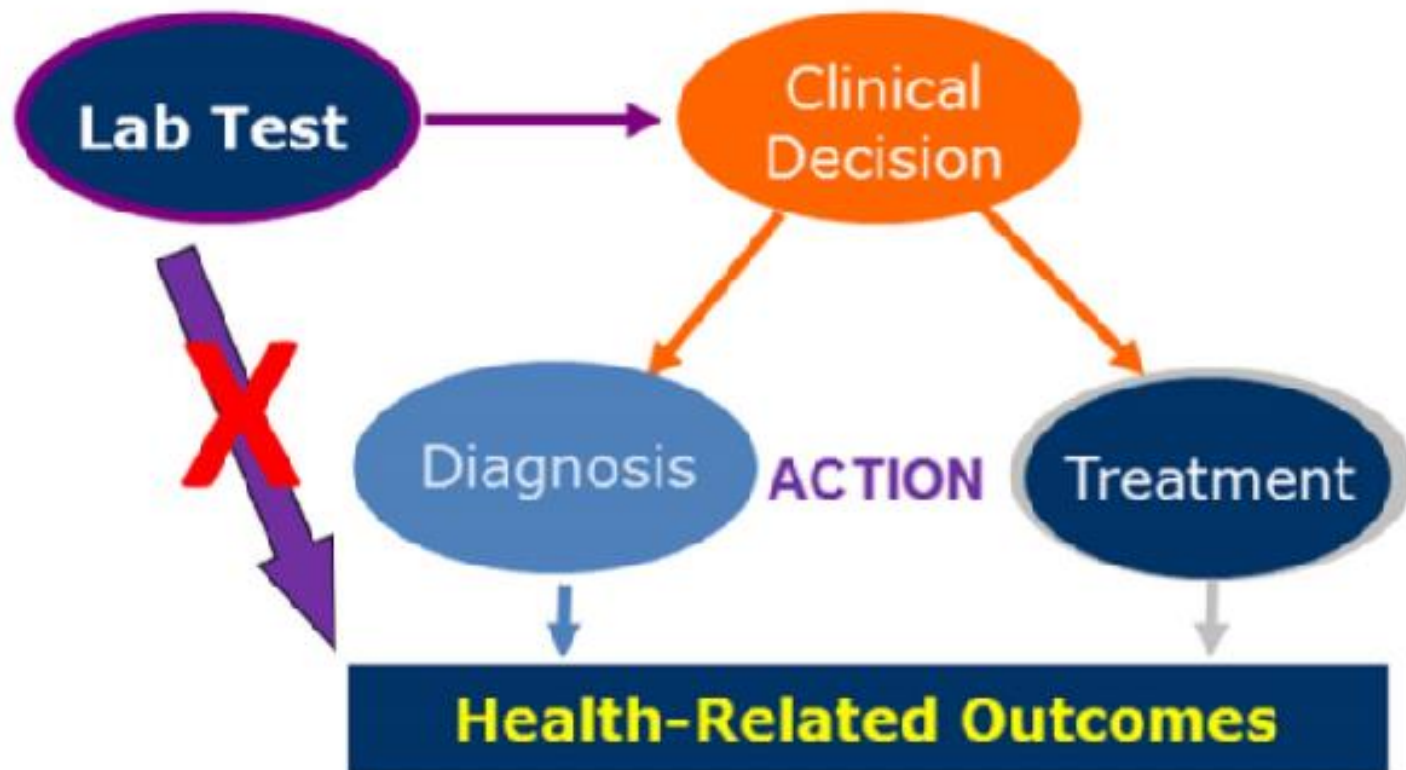 Lab Test
Clinical
Decision
Diagnosis
ACTION
Treatment
X
Health-Related Outcomes